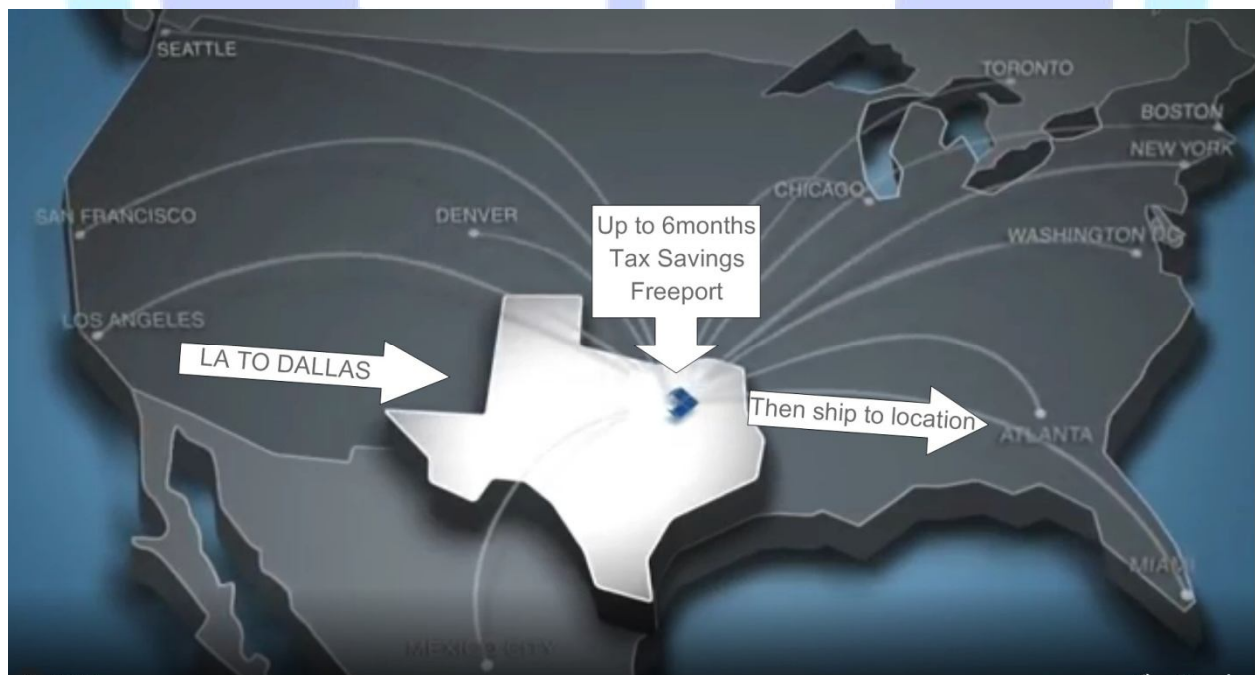 SEATTLE
TORONTO
BOSTON
NEW YORK
CHICAGO
SAN FRANCISCO
DENVER
Up to 6months
Tax Savings
Freeport
WASHINGTON DC
LOS ANGELES
LA TO DALLAS
Then ship to location
ATLANTA
MIAMI
MEXICO CITY